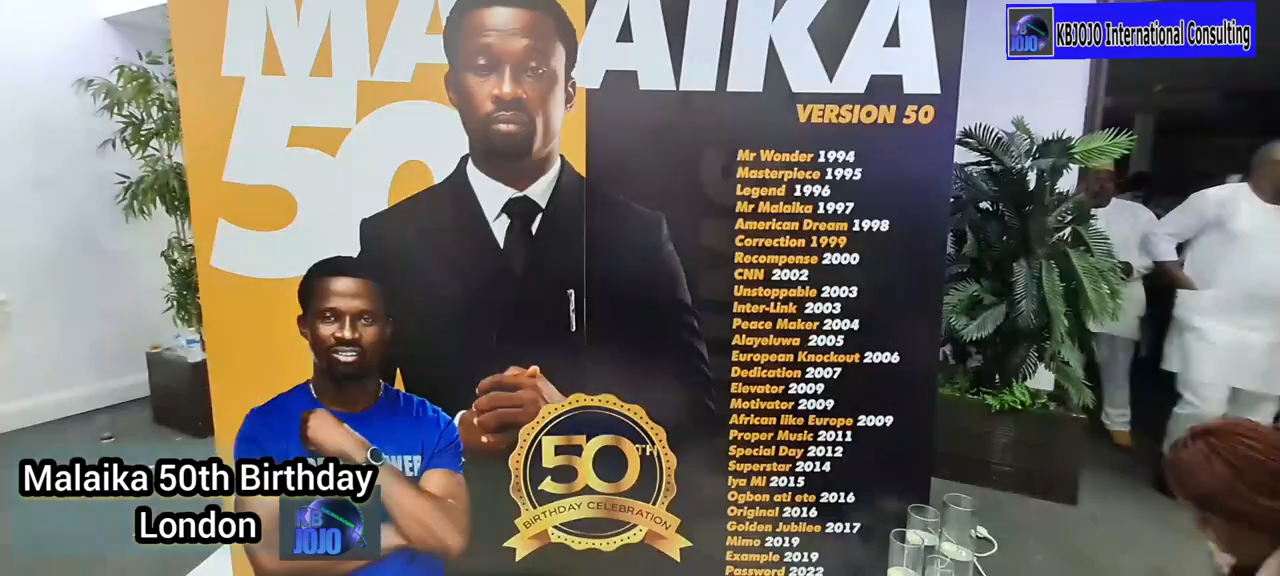 MALAIKA
50
VERSION 50
Mr Wonder 1994
Masterpiece 1995
Legend 1996
Mr Malaika 1997
American Dream 1998
Correction 1999
Recompense 2000
CNN 2002
Unstoppable 2003
Inter-Link 2003
Peace Maker 2004
Alayeluwa 2005
European Knockout 2006
Dedication 2007
Elevator 2009
Motivator 2009
African like Europe 2009
Proper Music 2011
Special Day 2012
Superstar 2014
Iya Mi 2015
Ogbon ati ete 2016
Original 2016
Golden Jubilee 2017
Mimo 2019
Example 2019
Password 2022
50TH
BIRTHDAY CELEBRATION
KB
JOJO
KBJOJO International Consulting
Malaika 50th Birthday
London
KB
JOJO